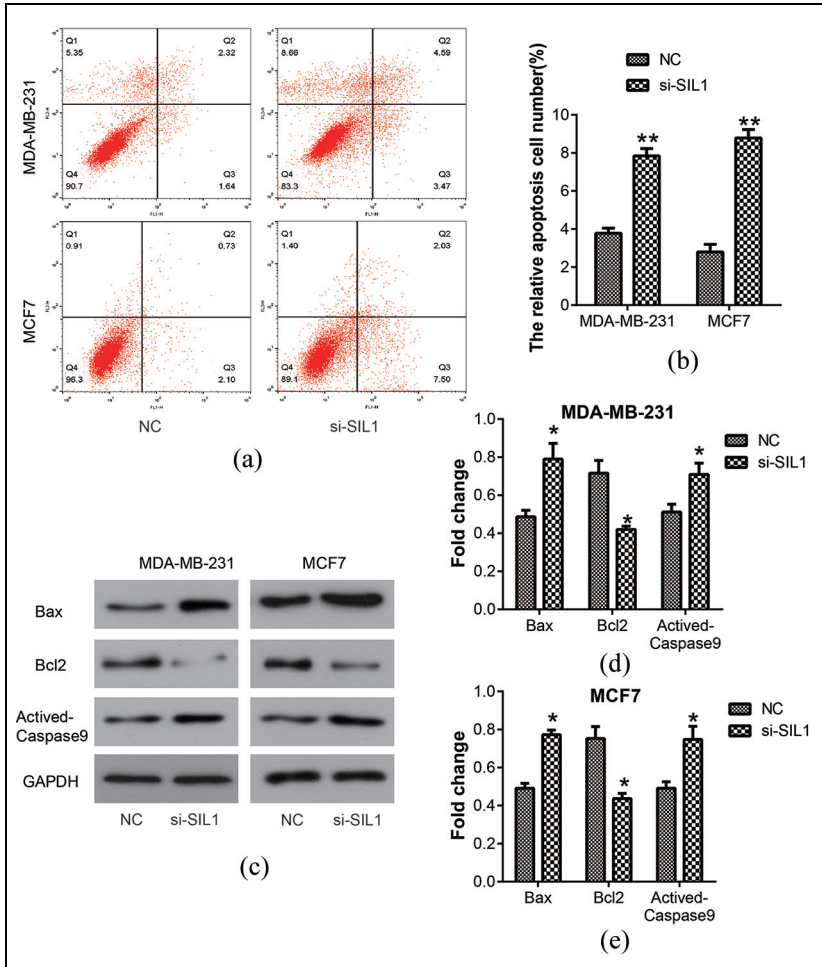 Q1
5.35
Q2
2.32
Q4
90.7
Q3
1.64
FL1-H
MDA-MB-231
Q1
8.66
Q2
4.59
Q4
83.3
Q3
3.47
FL1-H
Q1
0.91
Q2
0.73
Q4
96.3
Q3
2.10
FL1-H
MCF7
Q1
1.40
Q2
2.03
Q4
89.1
Q3
7.50
FL1-H
NC
si-SIL1
(a)
NC
si-SIL1
The relative apoptosis cell number(%)
8
6
4
2
0
**
**
MDA-MB-231
MCF7
(b)
MDA-MB-231
MCF7
Bax
Bcl2
Actived-
Caspase9
GAPDH
NC
si-SIL1
NC
si-SIL1
(c)
MDA-MB-231
NC
si-SIL1
Fold change
1.0
0.8
0.6
0.4
0.2
0.0
*
*
*
Bax
Bcl2
Actived-
Caspase9
(d)
MCF7
NC
si-SIL1
Fold change
1.0
0.8
0.6
0.4
0.2
0.0
*
*
*
Bax
Bcl2
Actived-
Caspase9
(e)